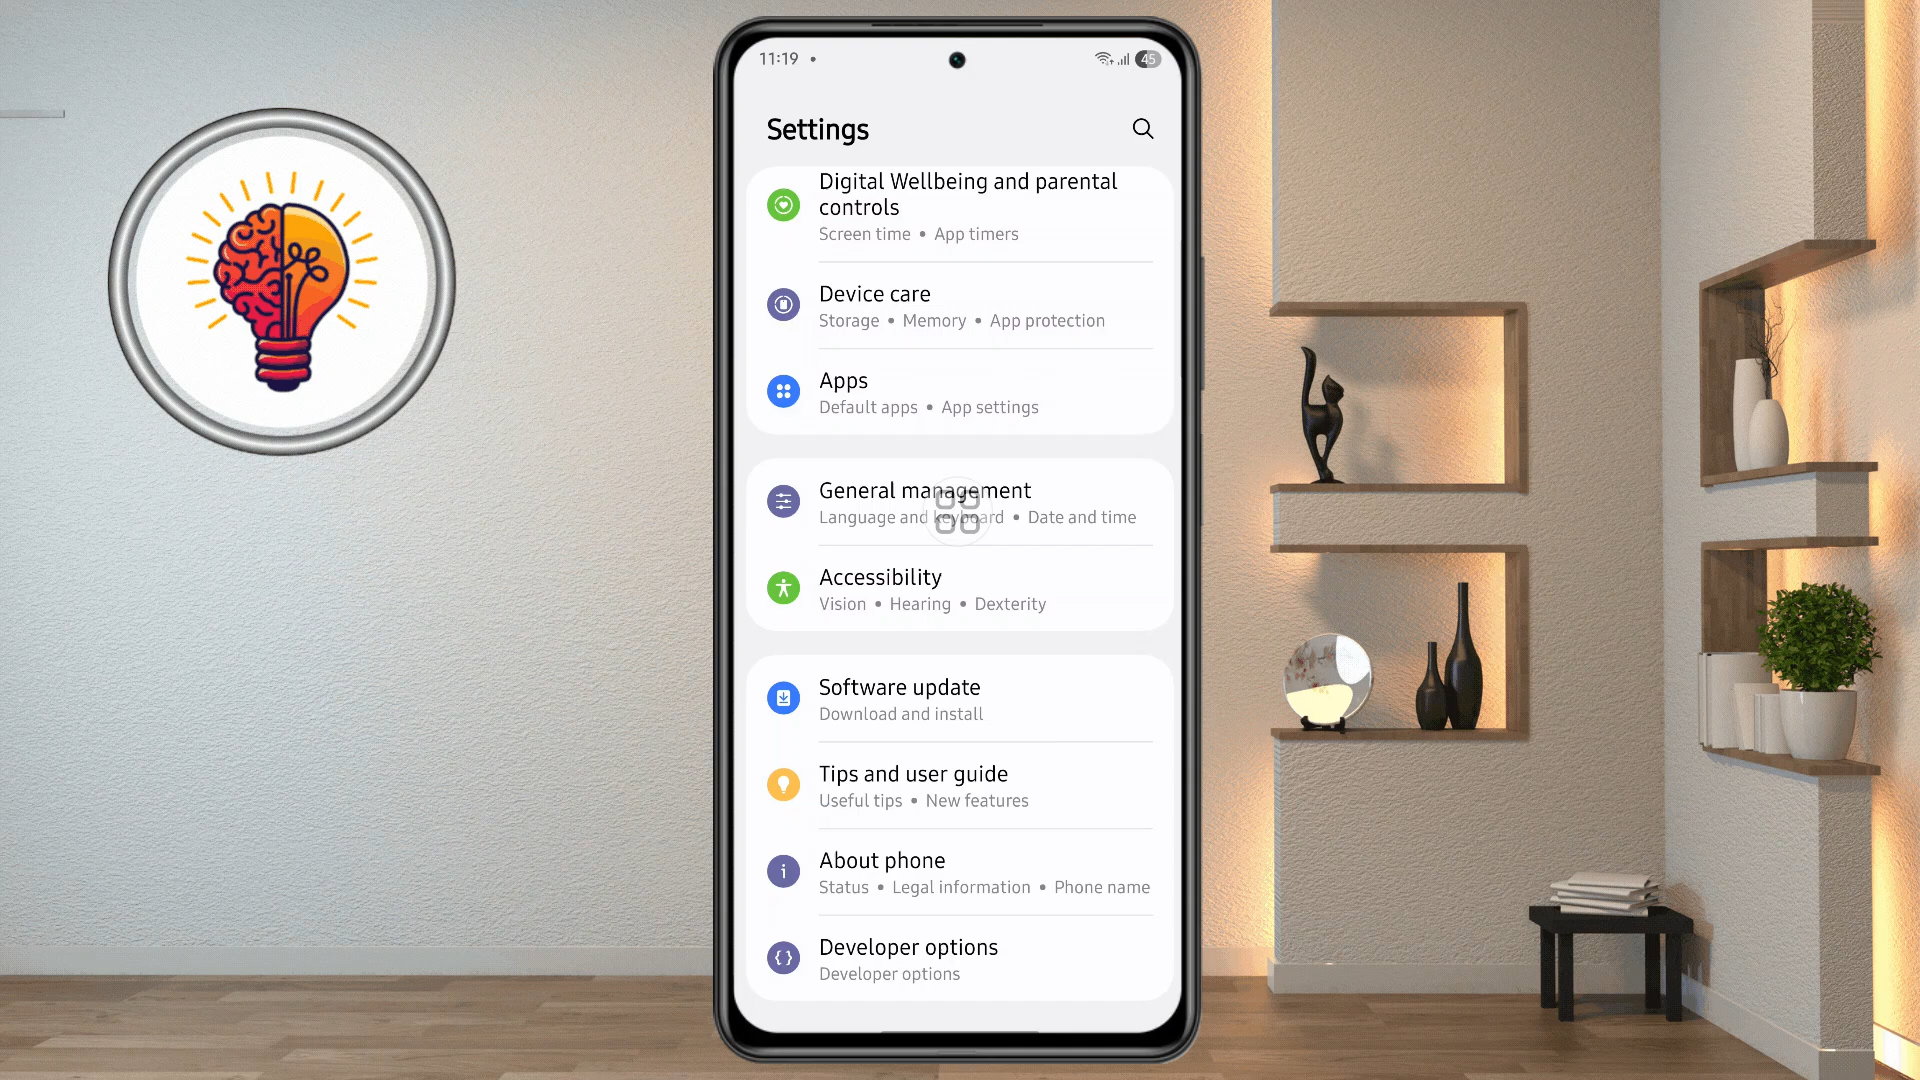 11:19
45
Settings
Digital Wellbeing and parental
controls
Screen time • App timers
Device care
Storage • Memory • App protection
Apps
Default apps • App settings
General management
Language and keyboard • Date and time
Accessibility
Vision • Hearing • Dexterity
Software update
Download and install
Tips and user guide
Useful tips • New features
About phone
Status • Legal information • Phone name
Developer options
Developer options